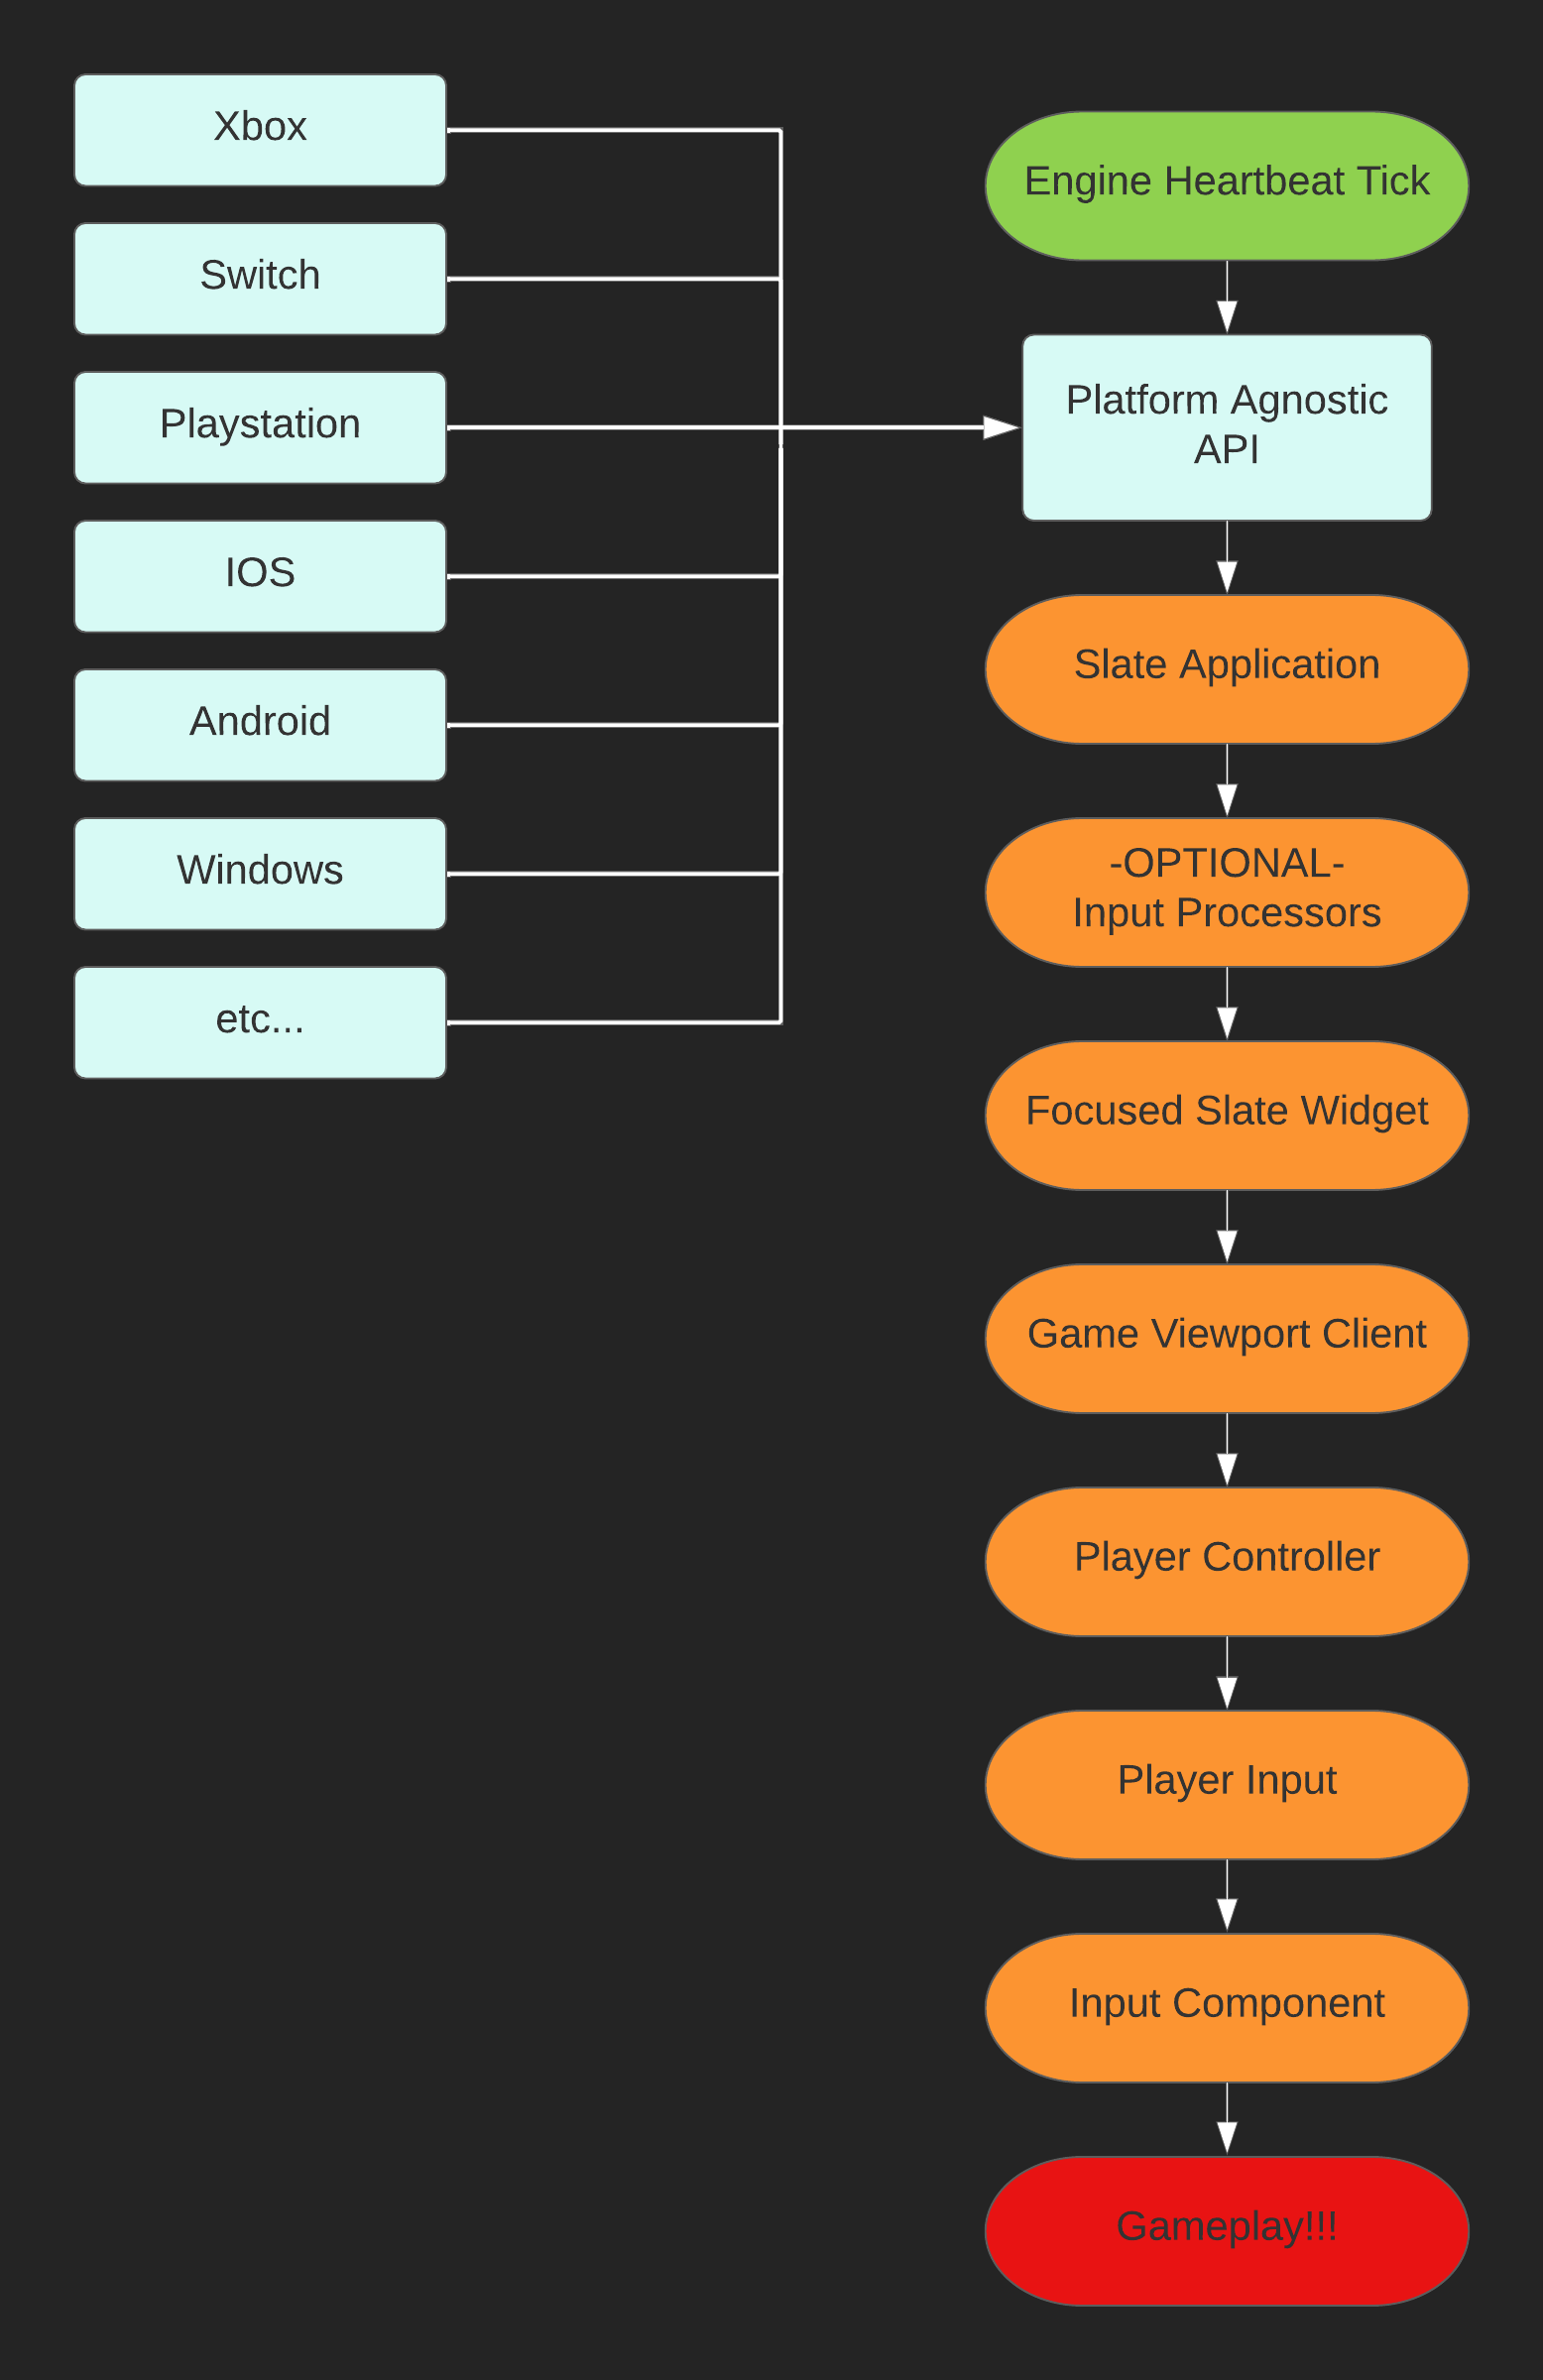 Xbox
Switch
Playstation
IOS
Android
Windows
etc...
Engine Heartbeat Tick
Platform Agnostic
API
Slate Application
-OPTIONAL-
Input Processors
Focused Slate Widget
Game Viewport Client
Player Controller
Player Input
Input Component
Gameplay!!!